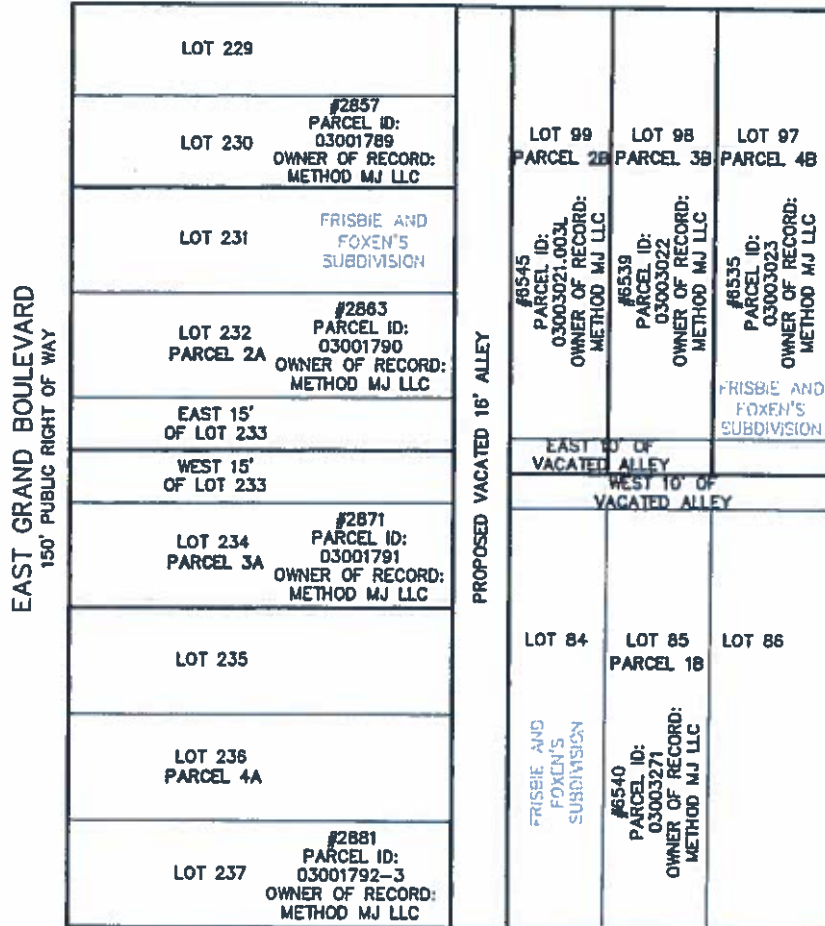 EAST GRAND BOULEVARD
150' PUBLIC RIGHT OF WAY
LOT 229
LOT 230
#2857
PARCEL ID:
03001789
OWNER OF RECORD:
METHOD MJ LLC
LOT 231
FRISBIE AND
FOXEN'S
SUBDIVISION
LOT 232
PARCEL 2A
#2863
PARCEL ID:
03001790
OWNER OF RECORD:
METHOD MJ LLC
EAST 15'
OF LOT 233
WEST 15'
OF LOT 233
LOT 234
PARCEL 3A
#2871
PARCEL ID:
03001791
OWNER OF RECORD:
METHOD MJ LLC
LOT 235
LOT 236
PARCEL 4A
LOT 237
#2881
PARCEL ID:
03001792-3
OWNER OF RECORD:
METHOD MJ LLC
PROPOSED VACATED 16' ALLEY
LOT 99
PARCEL 2B
#6545
PARCEL ID:
03003021.003L
OWNER OF RECORD:
METHOD MJ LLC
LOT 98
PARCEL 3B
#6539
PARCEL ID:
03003022
OWNER OF RECORD:
METHOD MJ LLC
LOT 97
PARCEL 4B
#6535
PARCEL ID:
03003023
OWNER OF RECORD:
METHOD MJ LLC
FRISBIE AND
FOXEN'S
SUBDIVISION
EAST 10' OF
VACATED ALLEY
WEST 10' OF
VACATED ALLEY
LOT 84
FRISBIE AND
FOXEN'S
SUBDIVISION
LOT 85
PARCEL 1B
#6540
PARCEL ID:
03003271
OWNER OF RECORD:
METHOD MJ LLC
LOT 86